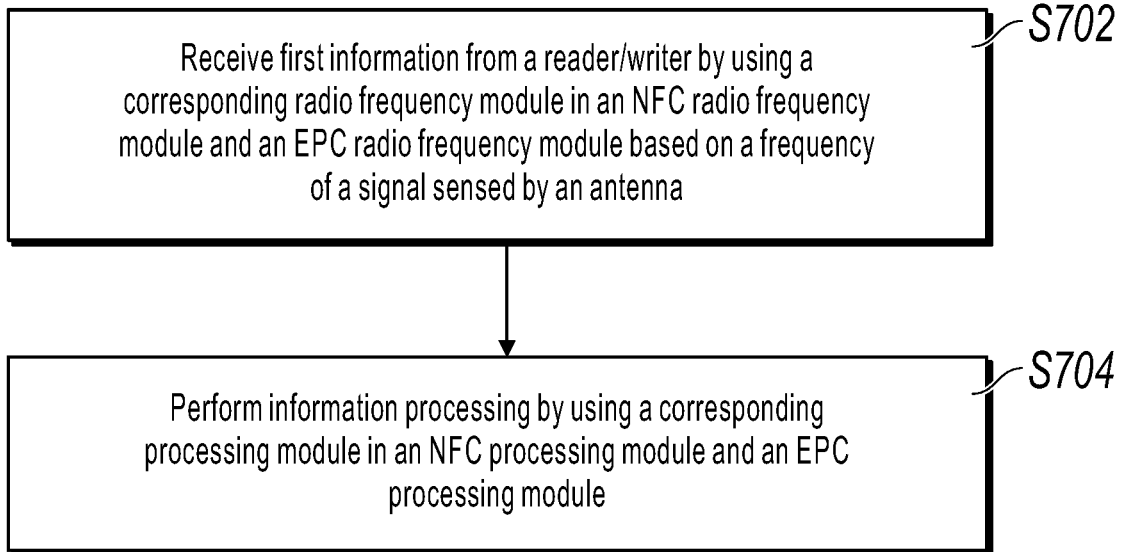 S702
Receive first information from a reader/writer by using a
corresponding radio frequency module in an NFC radio frequency
module and an EPC radio frequency module based on a frequency
of a signal sensed by an antenna
S704
Perform information processing by using a corresponding
processing module in an NFC processing module and an EPC
processing module